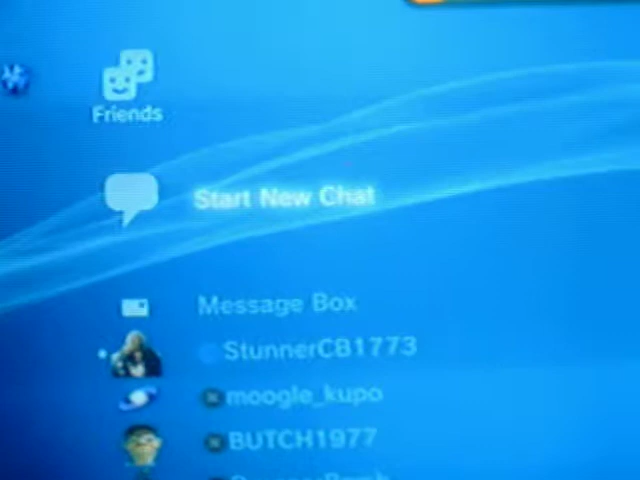 Friends
Start New Chat
Message Box
StunnerCB1773
moogle_kupo
BUTCH1977